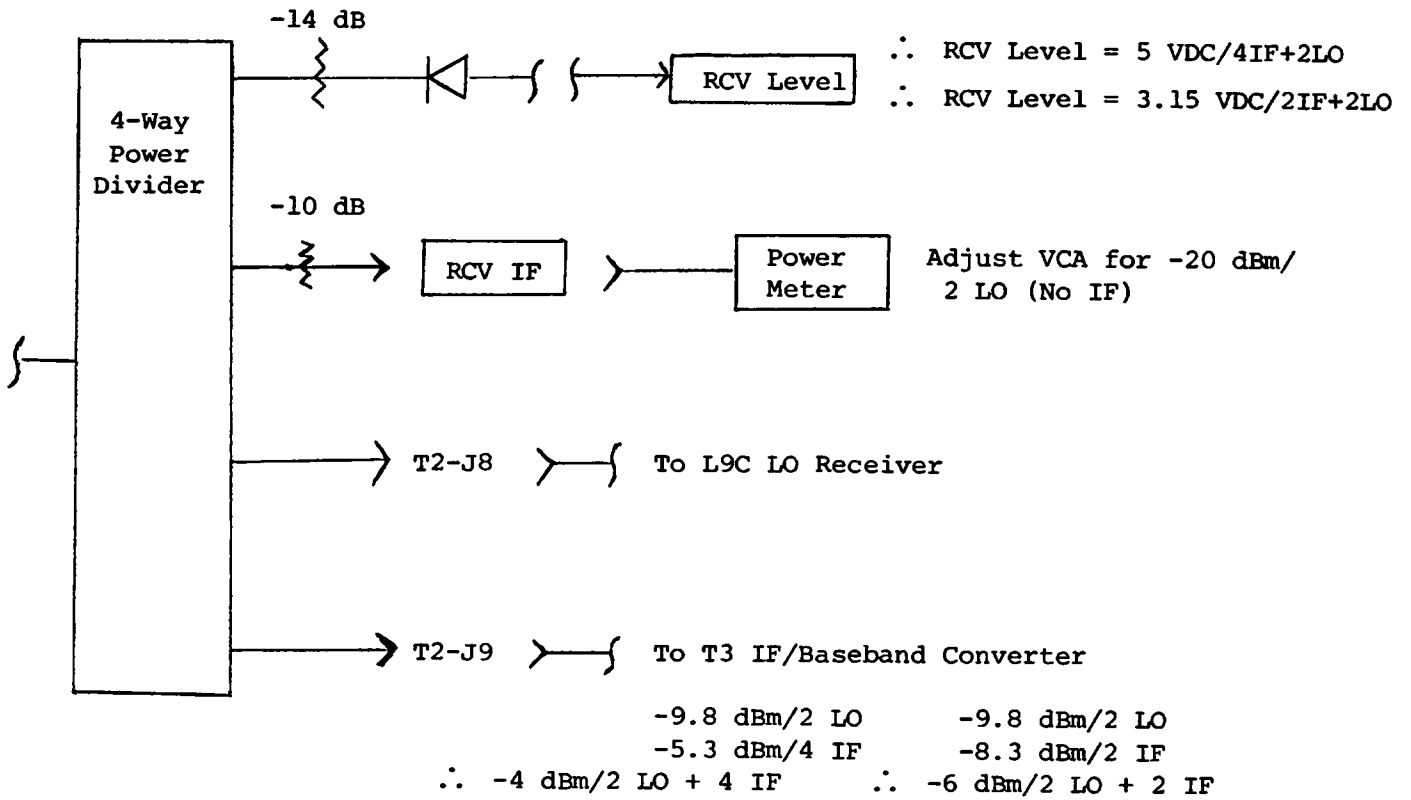 -14 dB
RCV Level
∴ RCV Level = 5 VDC/4IF+2LO
∴ RCV Level = 3.15 VDC/2IF+2LO
4-Way
Power
Divider
-10 dB
RCV IF
Power
Meter
Adjust VCA for -20 dBm/
2 LO (No IF)
T2-J8
To L9C LO Receiver
T2-J9
To T3 IF/Baseband Converter
-9.8 dBm/2 LO -9.8 dBm/2 LO
-5.3 dBm/4 IF -8.3 dBm/2 IF
∴ -4 dBm/2 LO + 4 IF ∴ -6 dBm/2 LO + 2 IF